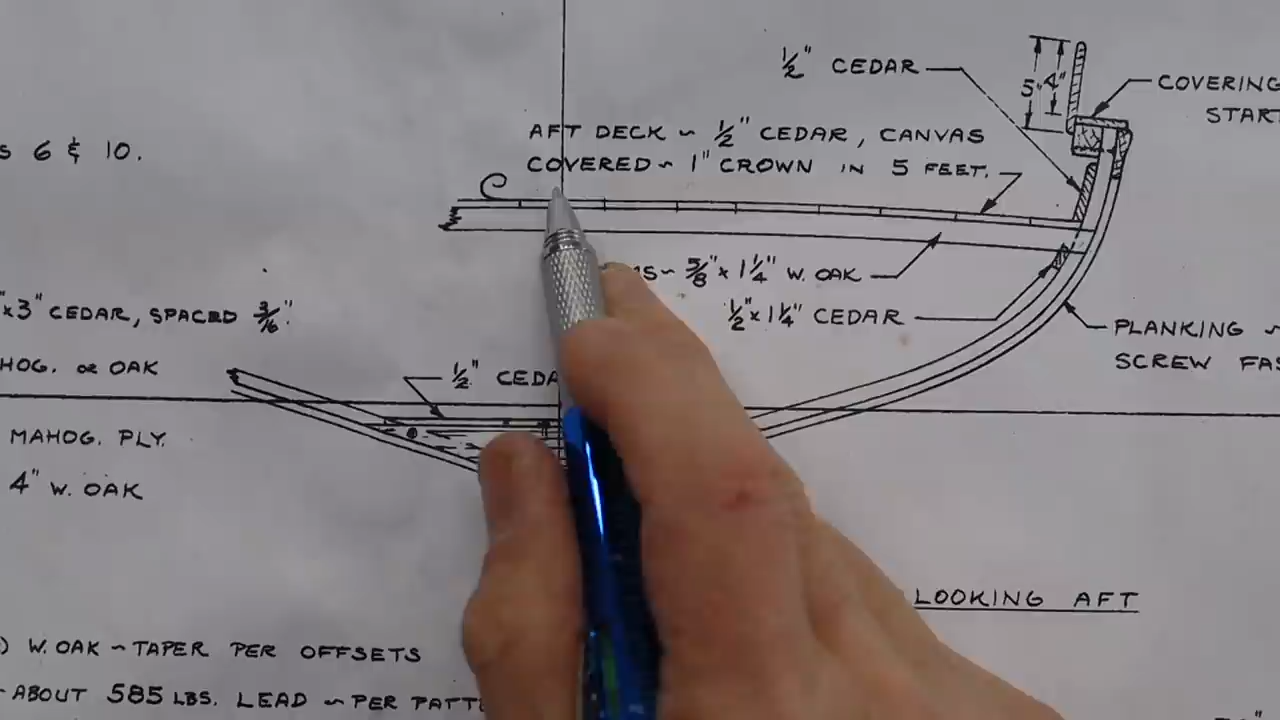 ½" CEDAR
5" 4"
COVERING
START
AFT DECK ~ ½" CEDAR, CANVAS
COVERED ~ 1" CROWN IN 5 FEET.
S 6 & 10.
~ ⅝" x 1¼" W. OAK
"x3" CEDAR, SPACED 3/16".
½" x 1¼" CEDAR
PLANKING ~
SCREW FAS
HOG. OR OAK
½" CEDA
MAHOG. PLY.
4" W. OAK
LOOKING AFT
) W. OAK ~ TAPER PER OFFSETS
~ABOUT 585 LBS. LEAD ~ PER PATT